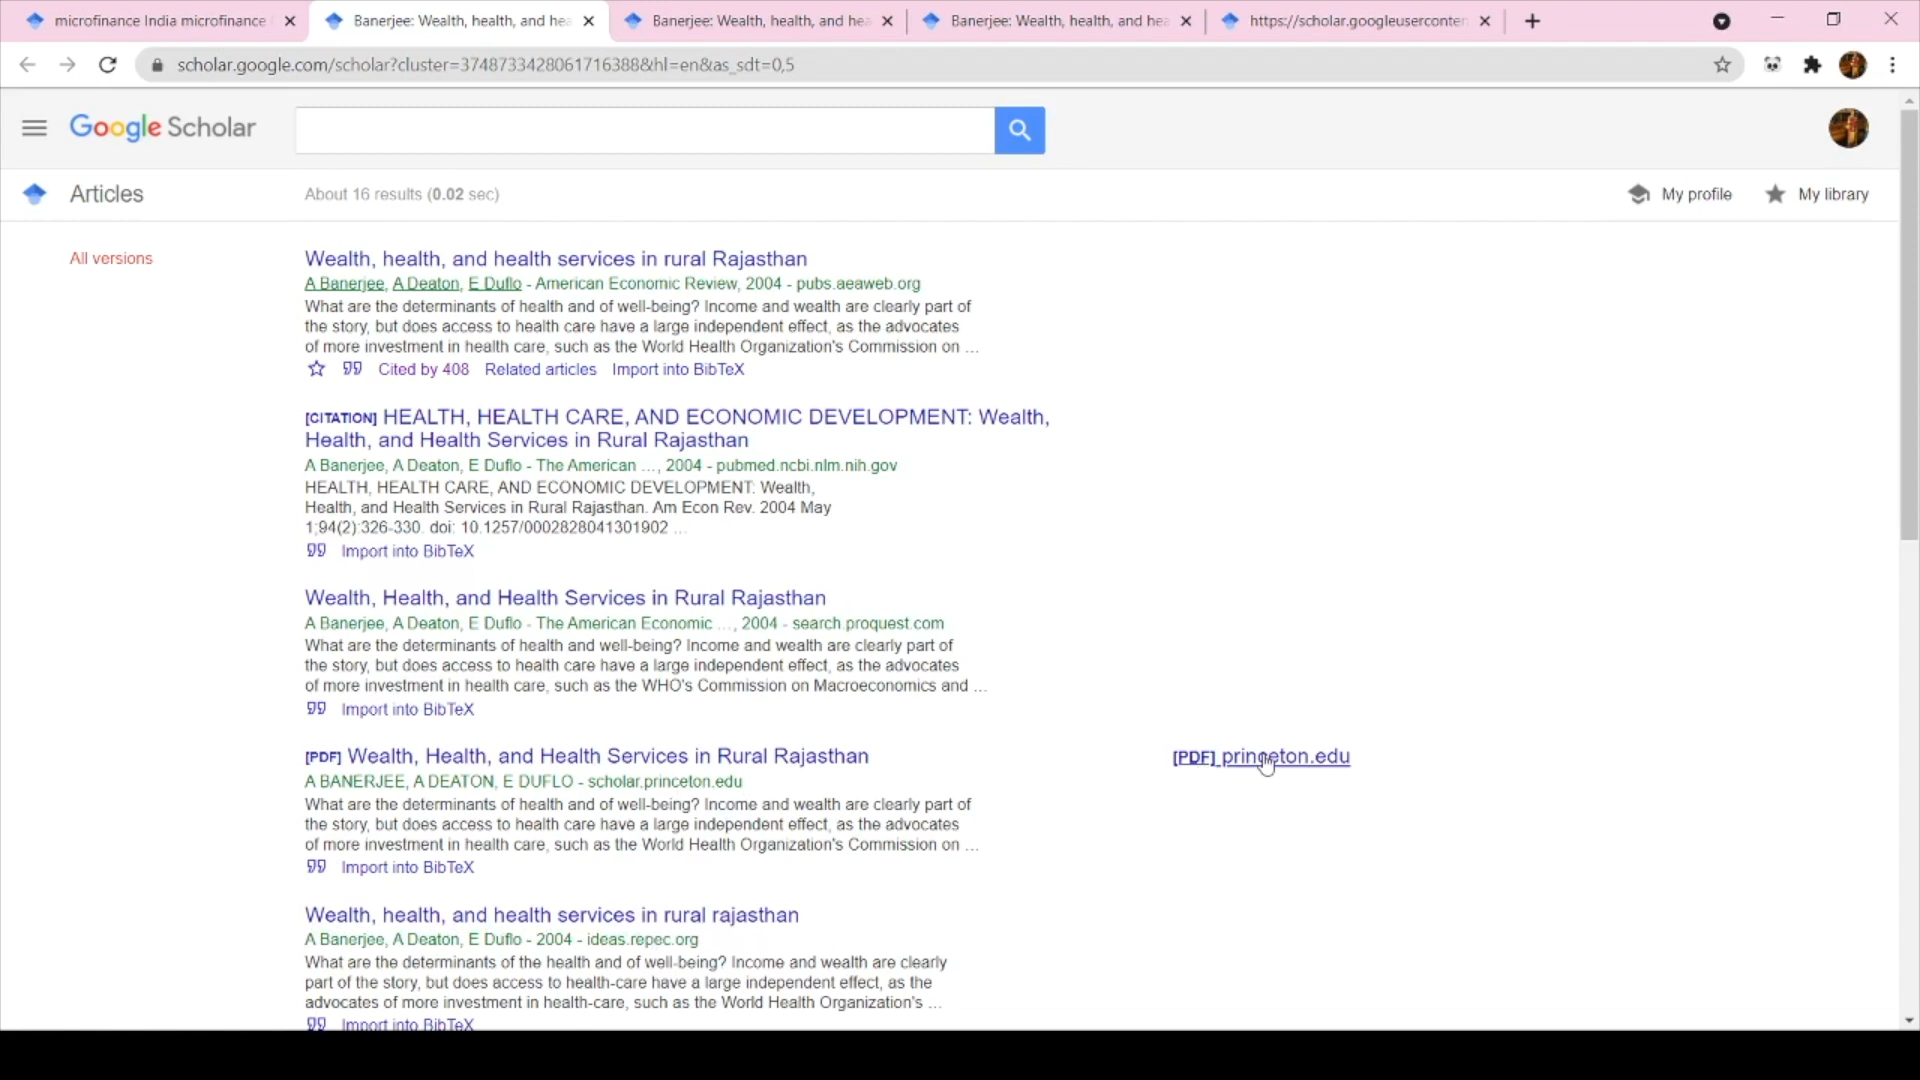 microfinance India microfinance
Banerjee: Wealth, health, and hea
Banerjee: Wealth, health, and hea
Banerjee: Wealth, health, and hea
https://scholar.googleuserconten
scholar.google.com/scholar?cluster=3748733428061716388&hl=en&as_sdt=0,5
Google Scholar
Articles
About 16 results (0.02 sec)
My profile
My library
All versions
Wealth, health, and health services in rural Rajasthan
A Banerjee, A Deaton, E Duflo - American Economic Review, 2004 - pubs.aeaweb.org
What are the determinants of health and of well-being? Income and wealth are clearly part of
the story, but does access to health care have a large independent effect, as the advocates
of more investment in health care, such as the World Health Organization's Commission on …
Cited by 408 Related articles Import into BibTeX
[CITATION] HEALTH, HEALTH CARE, AND ECONOMIC DEVELOPMENT: Wealth,
Health, and Health Services in Rural Rajasthan
A Banerjee, A Deaton, E Duflo - The American …, 2004 - pubmed.ncbi.nlm.nih.gov
HEALTH, HEALTH CARE, AND ECONOMIC DEVELOPMENT: Wealth,
Health, and Health Services in Rural Rajasthan. Am Econ Rev. 2004 May
1;94(2):326-330. doi: 10.1257/0002828041301902 …
Import into BibTeX
Wealth, Health, and Health Services in Rural Rajasthan
A Banerjee, A Deaton, E Duflo - The American Economic …, 2004 - search.proquest.com
What are the determinants of health and well-being? Income and wealth are clearly part of
the story, but does access to health care have a large independent effect, as the advocates
of more investment in health care, such as the WHO's Commission on Macroeconomics and …
Import into BibTeX
[PDF] Wealth, Health, and Health Services in Rural Rajasthan
[PDF] princeton.edu
A BANERJEE, A DEATON, E DUFLO - scholar.princeton.edu
What are the determinants of health and of well-being? Income and wealth are clearly part of
the story, but does access to health care have a large independent effect, as the advocates
of more investment in health care, such as the World Health Organization's Commission on …
Import into BibTeX
Wealth, health, and health services in rural rajasthan
A Banerjee, A Deaton, E Duflo - 2004 - ideas.repec.org
What are the determinants of the health and of well-being? Income and wealth are clearly
part of the story, but does access to health-care have a large independent effect, as the
advocates of more investment in health-care, such as the World Health Organization's …
Import into BibTeX